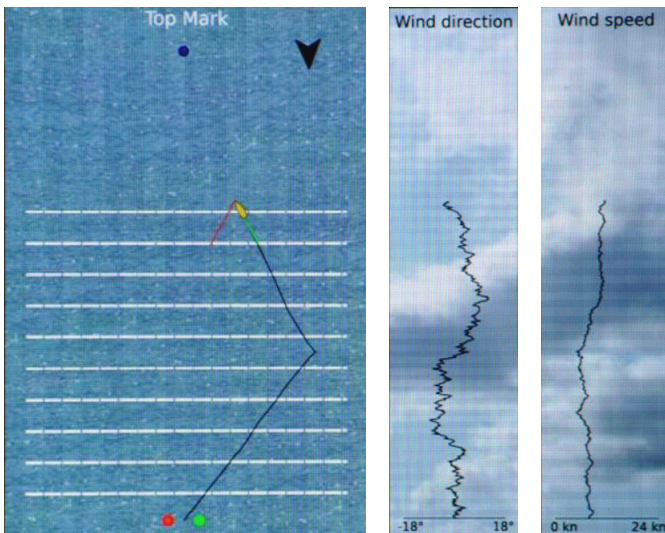 Top Mark
Wind direction
Wind speed
-18° 18°
0 kn 24 kn